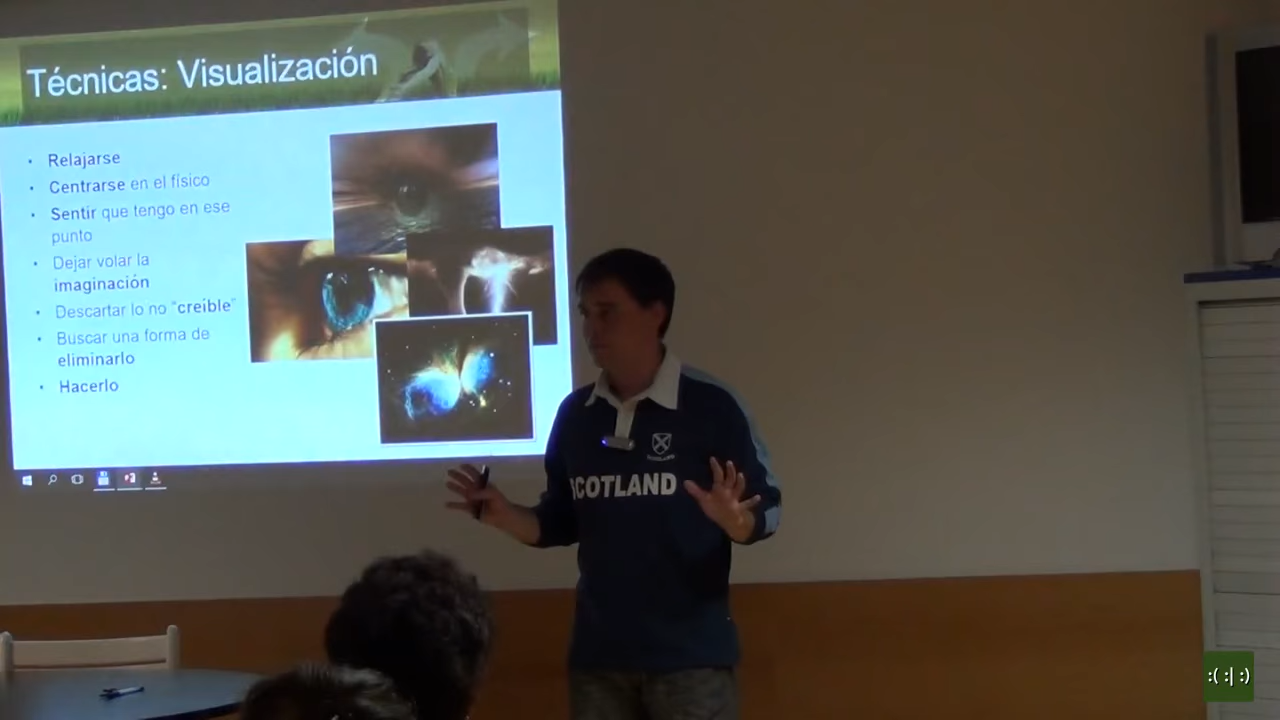 Técnicas: Visualización
Relajarse
Centrarse en el físico
Sentir que tengo en ese
punto
Dejar volar la
imaginación
Descartar lo no "creíble"
Buscar una forma de
eliminarlo
Hacerlo
SCOTLAND
SCOTLAND
:( :| :)